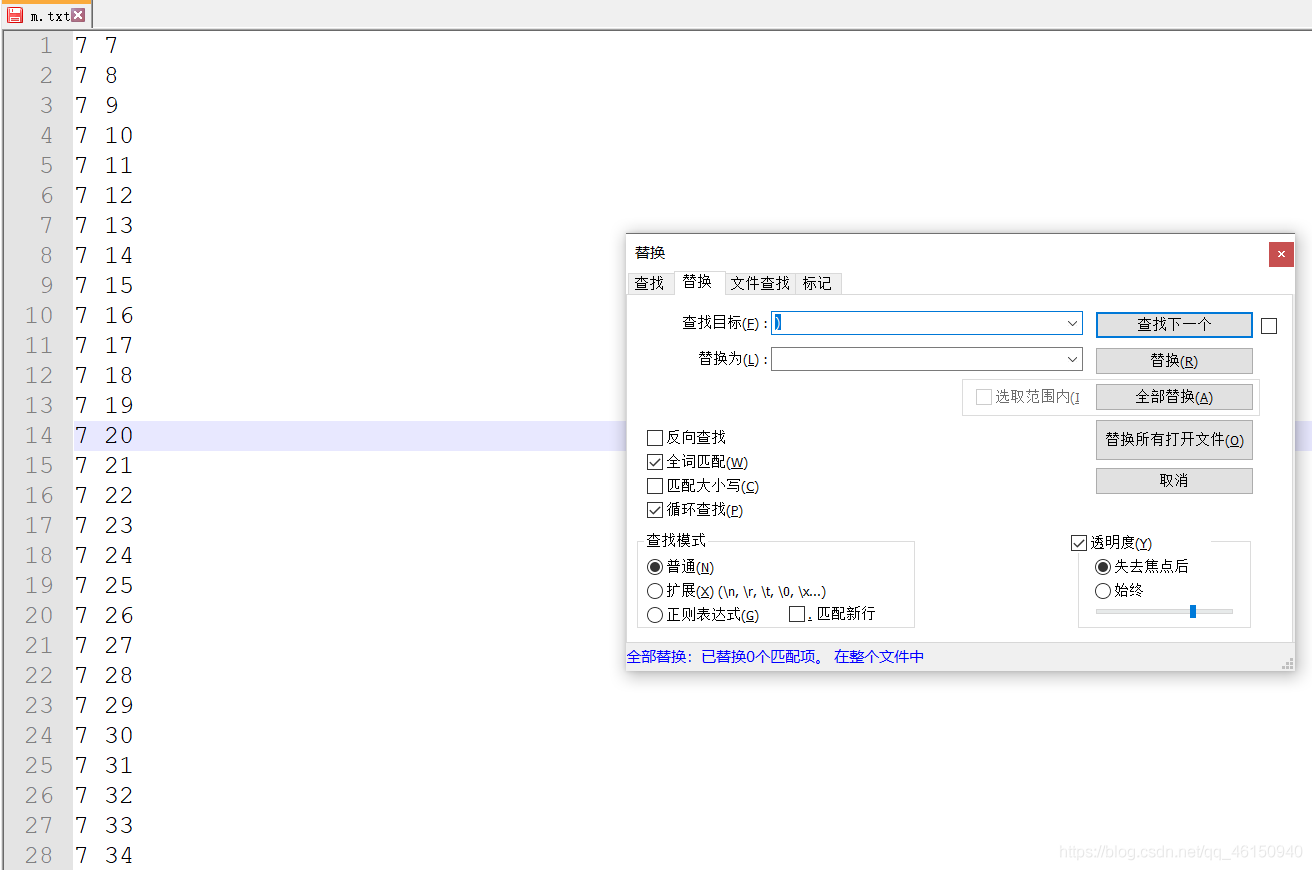 m.txt
1 7 7
2 7 8
3 7 9
4 7 10
5 7 11
6 7 12
7 7 13
8 7 14
9 7 15
10 7 16
11 7 17
12 7 18
13 7 19
14 7 20
15 7 21
16 7 22
17 7 23
18 7 24
19 7 25
20 7 26
21 7 27
22 7 28
23 7 29
24 7 30
25 7 31
26 7 32
27 7 33
28 7 34
替换
查找 替换 文件查找 标记
查找目标(F) : ) 查找下一个
替换为(L) : 替换(R)
选取范围内(I 全部替换(A)
替换所有打开文件(O)
取消
反向查找
全词匹配(W)
匹配大小写(C)
循环查找(P)
查找模式
普通(N)
扩展(X) (\n, \r, \t, \0, \x...)
正则表达式(G) . 匹配新行
透明度(Y)
失去焦点后
始终
全部替换: 已替换0个匹配项。 在整个文件中
https://blog.csdn.net/qq_46150940